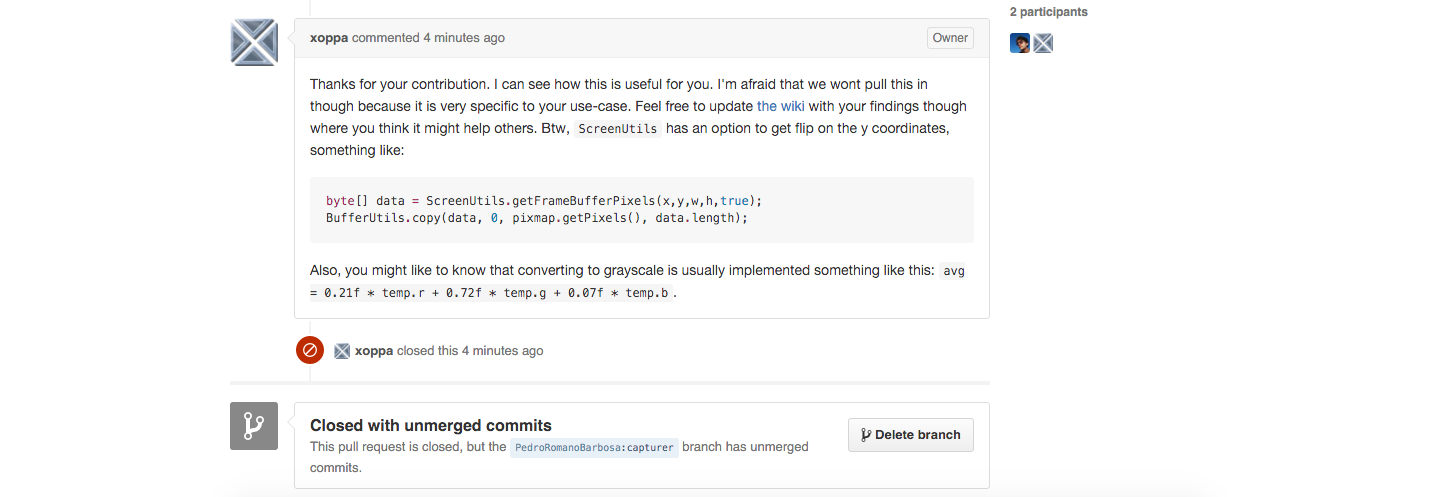 2 participants
xoppa commented 4 minutes ago
Owner
Thanks for your contribution. I can see how this is useful for you. I'm afraid that we wont pull this in
though because it is very specific to your use-case. Feel free to update the wiki with your findings though
where you think it might help others. Btw, ScreenUtils has an option to get flip on the y coordinates,
something like:
byte[] data = ScreenUtils.getFrameBufferPixels(x,y,w,h,true);
BufferUtils.copy(data, 0, pixmap.getPixels(), data.length);
Also, you might like to know that converting to grayscale is usually implemented something like this: avg
= 0.21f * temp.r + 0.72f * temp.g + 0.07f * temp.b .
xoppa closed this 4 minutes ago
Closed with unmerged commits
This pull request is closed, but the PedroRomanoBarbosa:capturer branch has unmerged
commits.
Delete branch